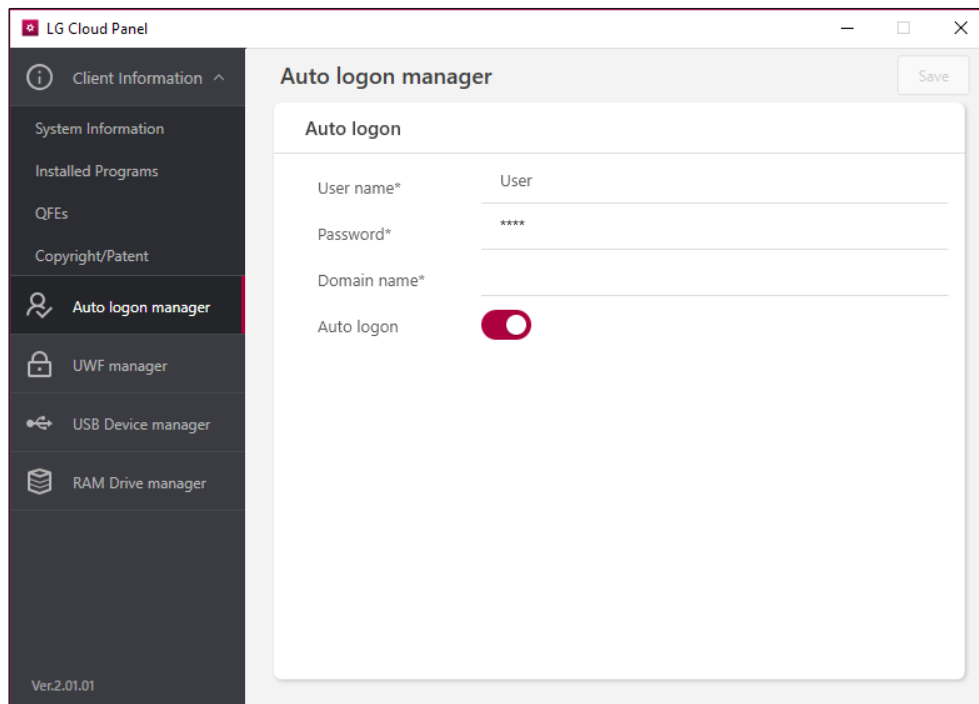 LG Cloud Panel
Client Information
System Information
Installed Programs
QFEs
Copyright/Patent
Auto logon manager
UWF manager
USB Device manager
RAM Drive manager
Ver.2.01.01
Auto logon manager
Save
Auto logon
User name* User
Password* ****
Domain name*
Auto logon